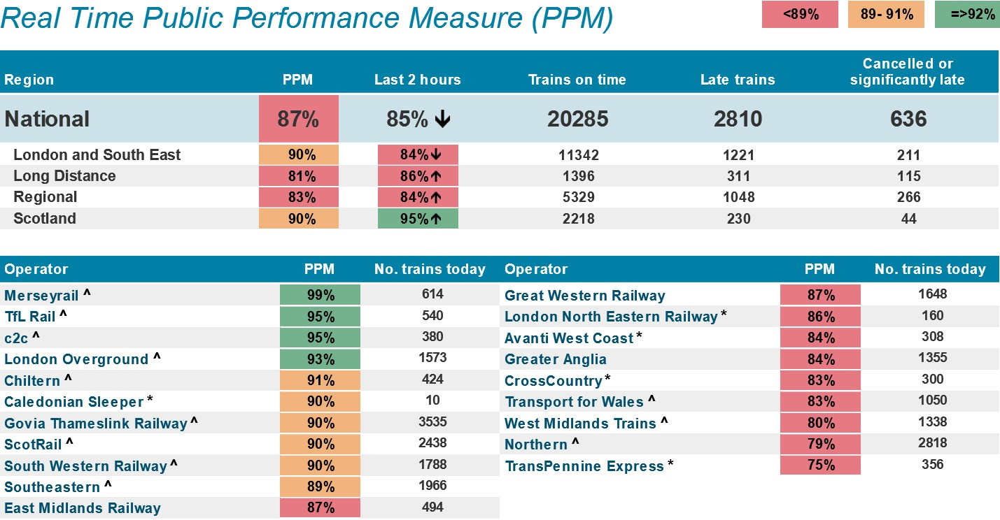 Real Time Public Performance Measure (PPM)
<89% 89- 91% =>92%
Region PPM Last 2 hours Trains on time Late trains Cancelled or significantly late
National 87% 85% ↓ 20285 2810 636
London and South East 90% 84%↓ 11342 1221 211
Long Distance 81% 86%↑ 1396 311 115
Regional 83% 84%↑ 5329 1048 266
Scotland 90% 95%↑ 2218 230 44
Operator PPM No. trains today
Merseyrail ^ 99% 614
TfL Rail ^ 95% 540
c2c ^ 95% 380
London Overground ^ 93% 1573
Chiltern ^ 91% 424
Caledonian Sleeper * 90% 10
Govia Thameslink Railway ^ 90% 3535
ScotRail ^ 90% 2438
South Western Railway ^ 90% 1788
Southeastern ^ 89% 1966
East Midlands Railway 87% 494
Operator PPM No. trains today
Great Western Railway 87% 1648
London North Eastern Railway * 86% 160
Avanti West Coast * 84% 308
Greater Anglia 84% 1355
CrossCountry * 83% 300
Transport for Wales ^ 83% 1050
West Midlands Trains ^ 80% 1338
Northern ^ 79% 2818
TransPennine Express * 75% 356